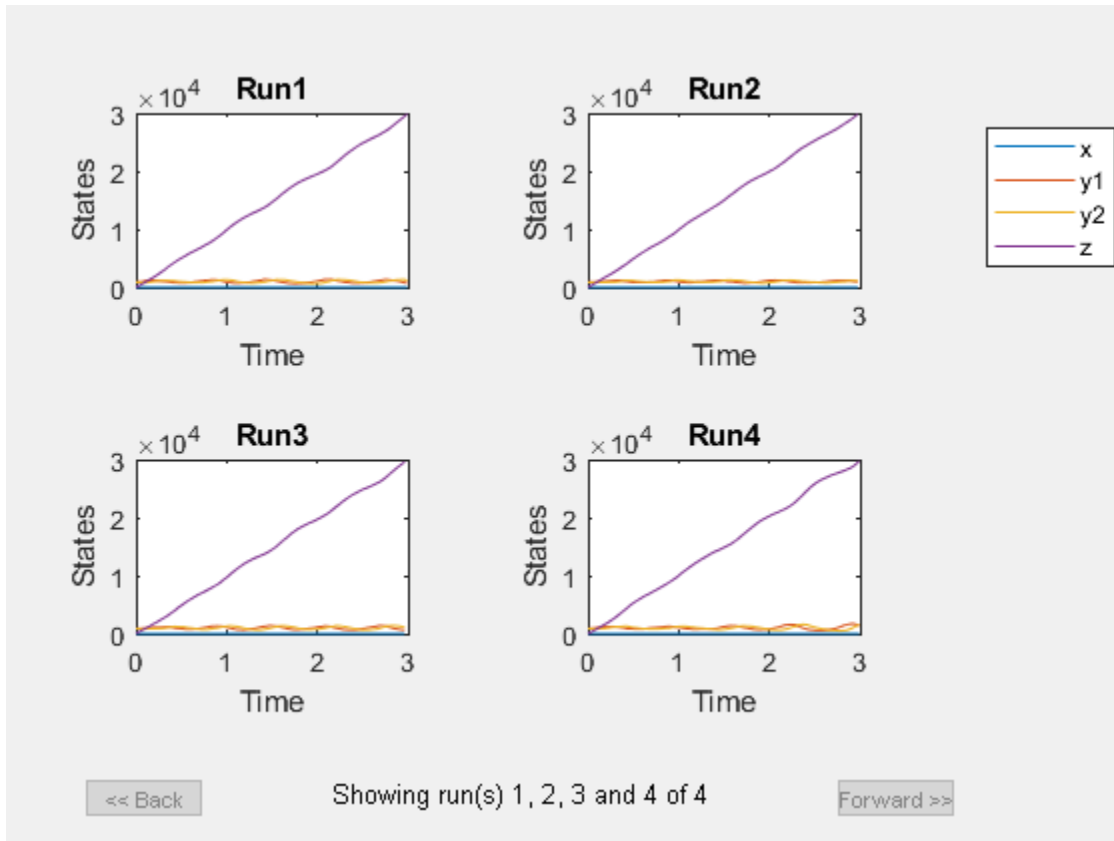 Run1
Run2
× 10^4
× 10^4
3
2
1
0
States
0 1 2 3
Time
3
2
1
0
States
0 1 2 3
Time
x
y1
y2
z
Run3
Run4
× 10^4
× 10^4
3
2
1
0
States
0 1 2 3
Time
3
2
1
0
States
0 1 2 3
Time
<< Back
Showing run(s) 1, 2, 3 and 4 of 4
Forward >>